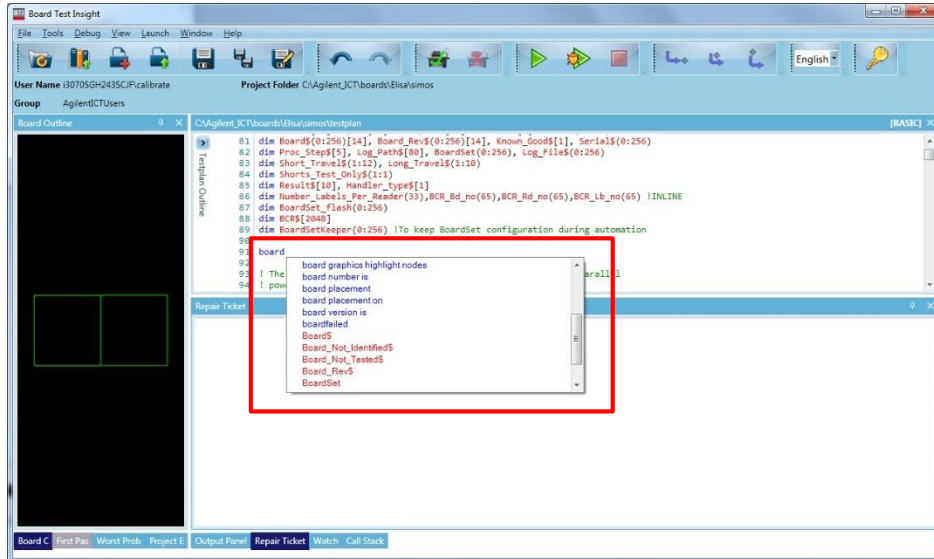 Board Test Insight
File Tools Debug View Launch Window Help
English
User Name i3070SGH243SCJF\calibrate Project Folder C:\Agilent_ICT\boards\Elisa\simos
Group AgilentICTUsers
Board Outline
C:\Agilent_ICT\boards\Elisa\simos\testplan [BASIC]
Testplan Outline
81 dim Board$(0:256)[14], Board_Rev$(0:256)[14], Known_Good$[1], Serial$(0:256)
82 dim Proc_Step$[5], Log_Path$[80], BoardSet(0:256), Log_File$(0:256)
83 dim Short_Travel$(1:12), Long_Travel$(1:10)
84 dim Shorts_Test_Only$(1:1)
85 dim Result$[10], Handler_type$[1]
86 dim Number_Labels_Per_Reader(33),BCR_Bd_no(65),BCR_Rd_no(65),BCR_Lb_no(65) !INLINE
87 dim BoardSet_flash(0:256)
88 dim BCR$[2048]
89 dim BoardSetKeeper(0:256) !To keep BoardSet configuration during automation
90
91 board
92
93 ! The arallel
94 ! pow
board graphics highlight nodes
board number is
board placement
board placement on
board version is
boardfailed
Board$
Board_Not_Identified$
Board_Not_Tested$
Board_Rev$
BoardSet
Repair Ticket
Board C First Pas Worst Prob Project E Output Panel Repair Ticket Watch Call Stack